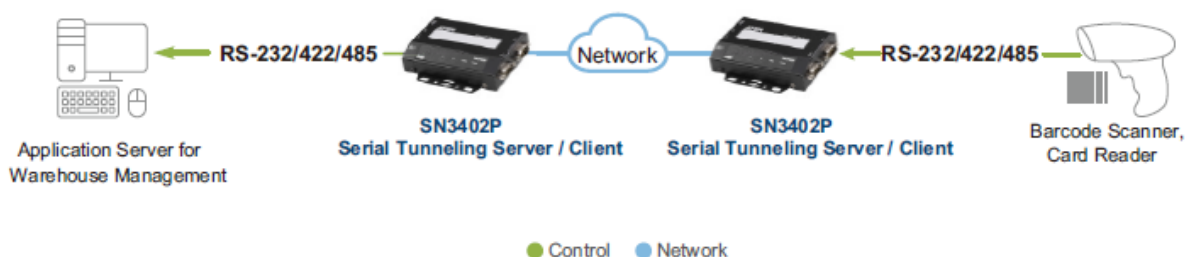 RS-232/422/485
Network
RS-232/422/485
SN3402P
Serial Tunneling Server / Client
SN3402P
Serial Tunneling Server / Client
Application Server for
Warehouse Management
Barcode Scanner,
Card Reader
Control
Network